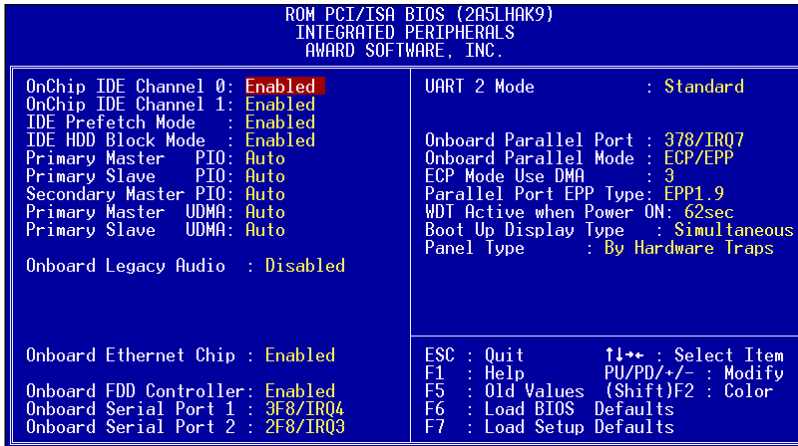 ROM PCI/ISA BIOS (2A5LHAK9)
INTEGRATED PERIPHERALS
AWARD SOFTWARE, INC.
OnChip IDE Channel 0: Enabled
OnChip IDE Channel 1: Enabled
IDE Prefetch Mode : Enabled
IDE HDD Block Mode : Enabled
Primary Master PIO: Auto
Primary Slave PIO: Auto
Secondary Master PIO: Auto
Primary Master UDMA: Auto
Primary Slave UDMA: Auto
Onboard Legacy Audio : Disabled
Onboard Ethernet Chip : Enabled
Onboard FDD Controller: Enabled
Onboard Serial Port 1 : 3F8/IRQ4
Onboard Serial Port 2 : 2F8/IRQ3
UART 2 Mode : Standard
Onboard Parallel Port : 378/IRQ7
Onboard Parallel Mode : ECP/EPP
ECP Mode Use DMA : 3
Parallel Port EPP Type: EPP1.9
WDT Active when Power ON: 62sec
Boot Up Display Type : Simultaneous
Panel Type : By Hardware Traps
ESC : Quit ↑↓→← : Select Item
F1 : Help PU/PD/+/- : Modify
F5 : Old Values (Shift)F2 : Color
F6 : Load BIOS Defaults
F7 : Load Setup Defaults